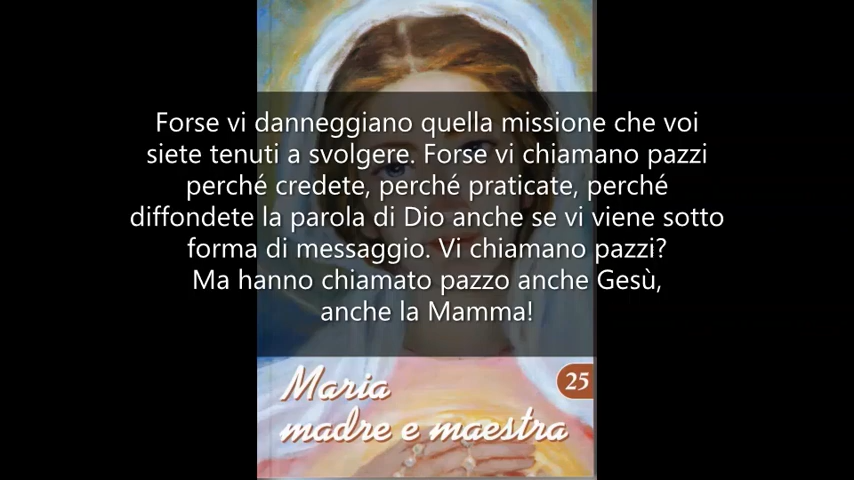 Forse vi danneggiano quella missione che voi
siete tenuti a svolgere. Forse vi chiamano pazzi
perché credete, perché praticate, perché
diffondete la parola di Dio anche se vi viene sotto
forma di messaggio. Vi chiamano pazzi?
Ma hanno chiamato pazzo anche Gesù,
anche la Mamma!
25
Maria
madre e maestra